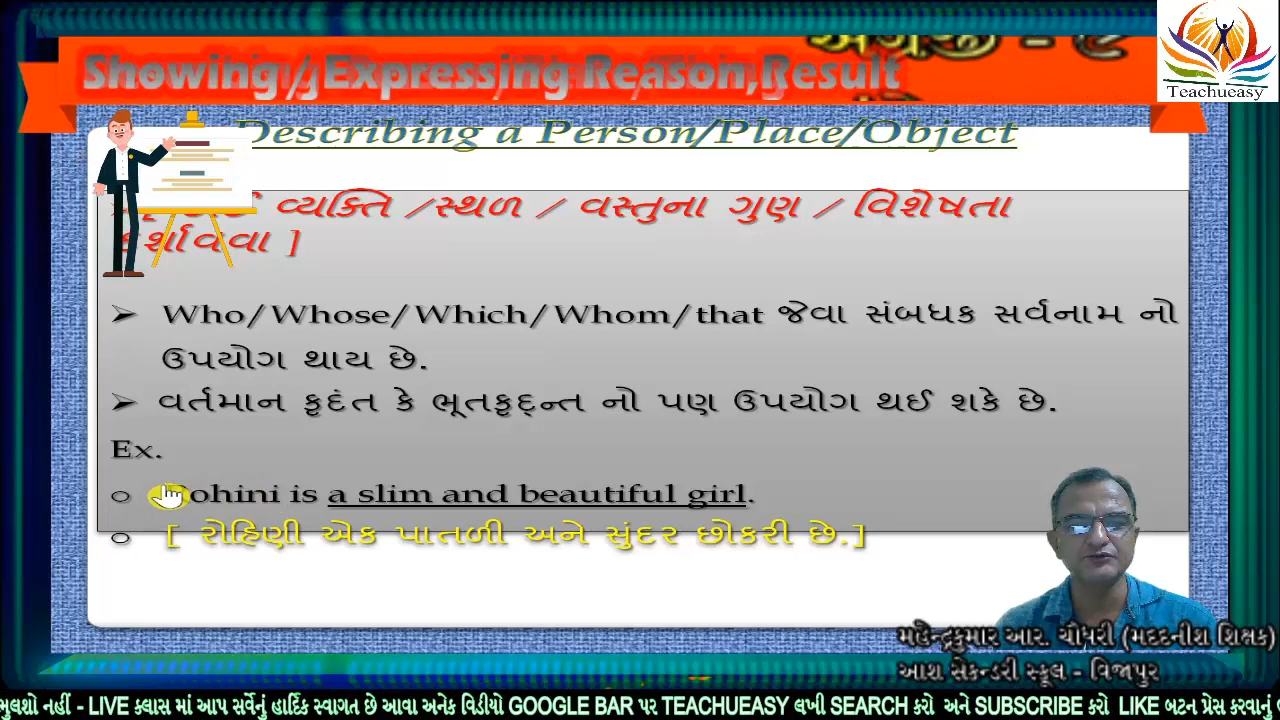 અંગ્રેજી - ૯
Showing/Expressing Reason,Result
Teachueasy
Describing a Person/Place/Object
વ્યક્તિ /સ્થળ / વસ્તુના ગુણ / વિશેષતા
દર્શાવવા ]
➢ Who/Whose/Which/Whom/that જેવા સંબધક સર્વનામ નો
ઉપયોગ થાય છે.
➢ વર્તમાન કૃદંત કે ભૂતકૃદ્ન્ત નો પણ ઉપયોગ થઈ શકે છે.
Ex.
○ Rohini is a slim and beautiful girl.
○ [ રોહિણી એક પાતળી અને સુંદર છોકરી છે.]
મહેન્દ્રકુમાર આર. ચૌધરી (મદદનીશ શિક્ષક)
આશ સેકન્ડરી સ્કૂલ - વિજાપુર
ભુલશો નહીં - LIVE ક્લાસ માં આપ સર્વેનું હાર્દિક સ્વાગત છે આવા અનેક વિડીયો GOOGLE BAR પર TEACHUEASY લખી SEARCH કરો અને SUBSCRIBE કરો LIKE બટન પ્રેસ કરવાનું